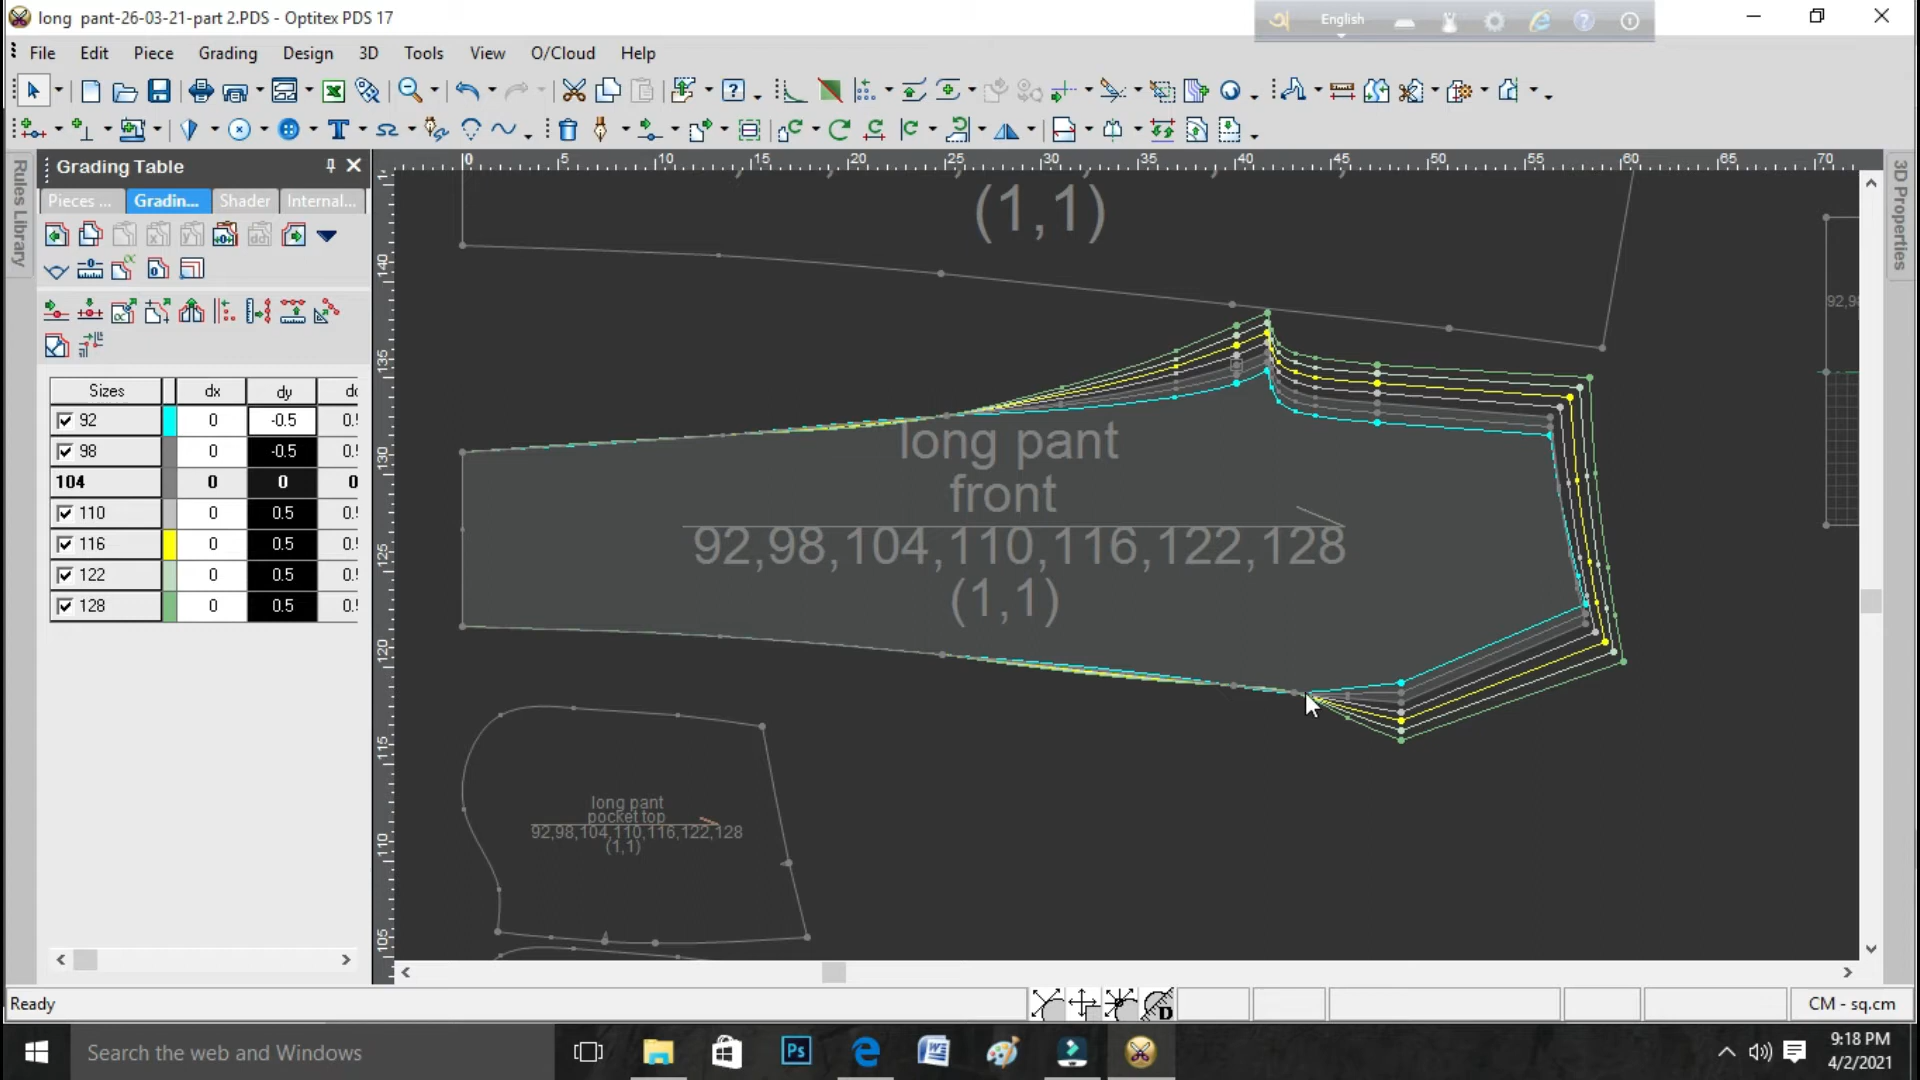 long pant-26-03-21-part 2.PDS - Optitex PDS 17
English
File Edit Piece Grading Design 3D Tools View O/Cloud Help
Rules Library
Grading Table
Pieces ... Gradin... Shader Internal...
Sizes dx dy
92 0 -0.5
98 0 -0.5
104 0 0 0
110 0 0.5
116 0 0.5
122 0 0.5
128 0 0.5
0 5 10 15 20 25 30 35 40 45 50 55 60 65 70
140
135
130
125
120
115
110
105
(1,1)
long pant
front
92,98,104,110,116,122,128
(1,1)
long pant
pocket top
92,98,104,110,116,122,128
(1,1)
3D Properties
Ready
CM - sq.cm
Search the web and Windows
Ps
9:18 PM
4/2/2021